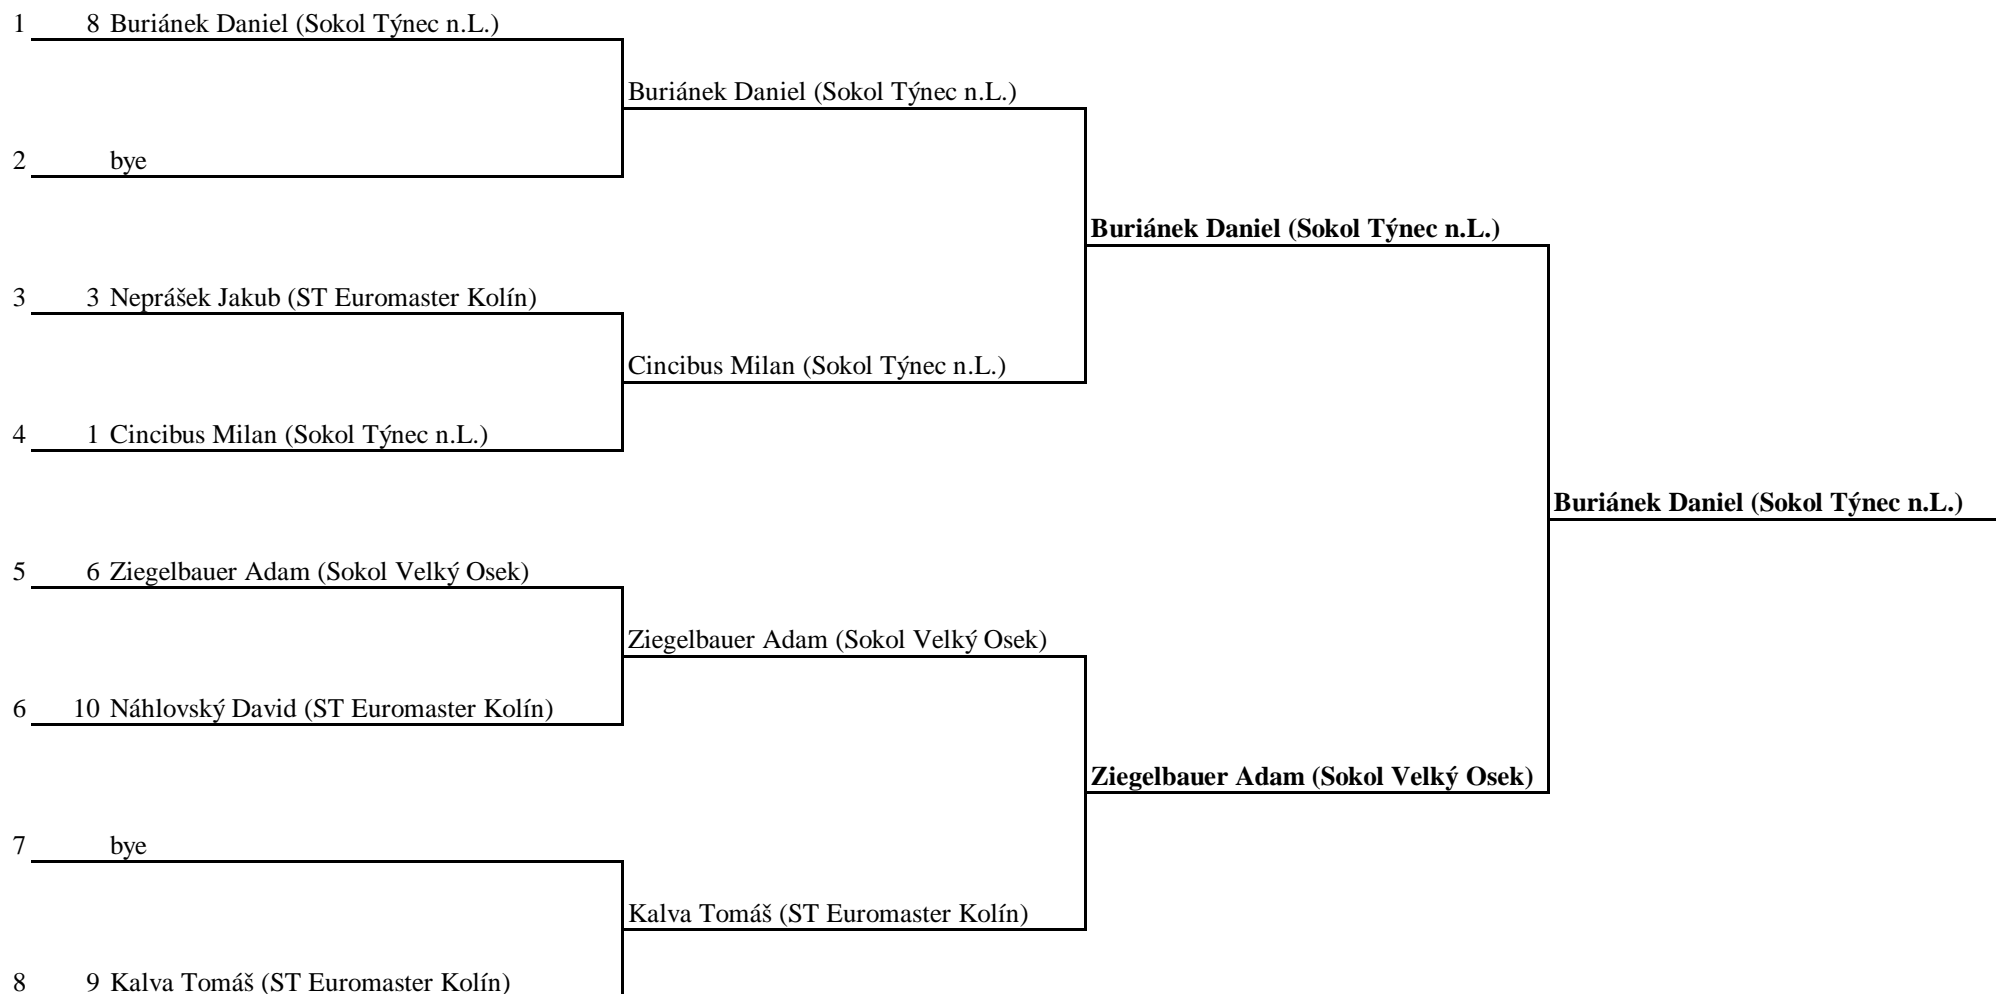 1 8 Buriánek Daniel (Sokol Týnec n.L.)
Buriánek Daniel (Sokol Týnec n.L.)
2 bye
Buriánek Daniel (Sokol Týnec n.L.)
3 3 Neprášek Jakub (ST Euromaster Kolín)
Cincibus Milan (Sokol Týnec n.L.)
4 1 Cincibus Milan (Sokol Týnec n.L.)
Buriánek Daniel (Sokol Týnec n.L.)
5 6 Ziegelbauer Adam (Sokol Velký Osek)
Ziegelbauer Adam (Sokol Velký Osek)
6 10 Náhlovský David (ST Euromaster Kolín)
Ziegelbauer Adam (Sokol Velký Osek)
7 bye
Kalva Tomáš (ST Euromaster Kolín)
8 9 Kalva Tomáš (ST Euromaster Kolín)